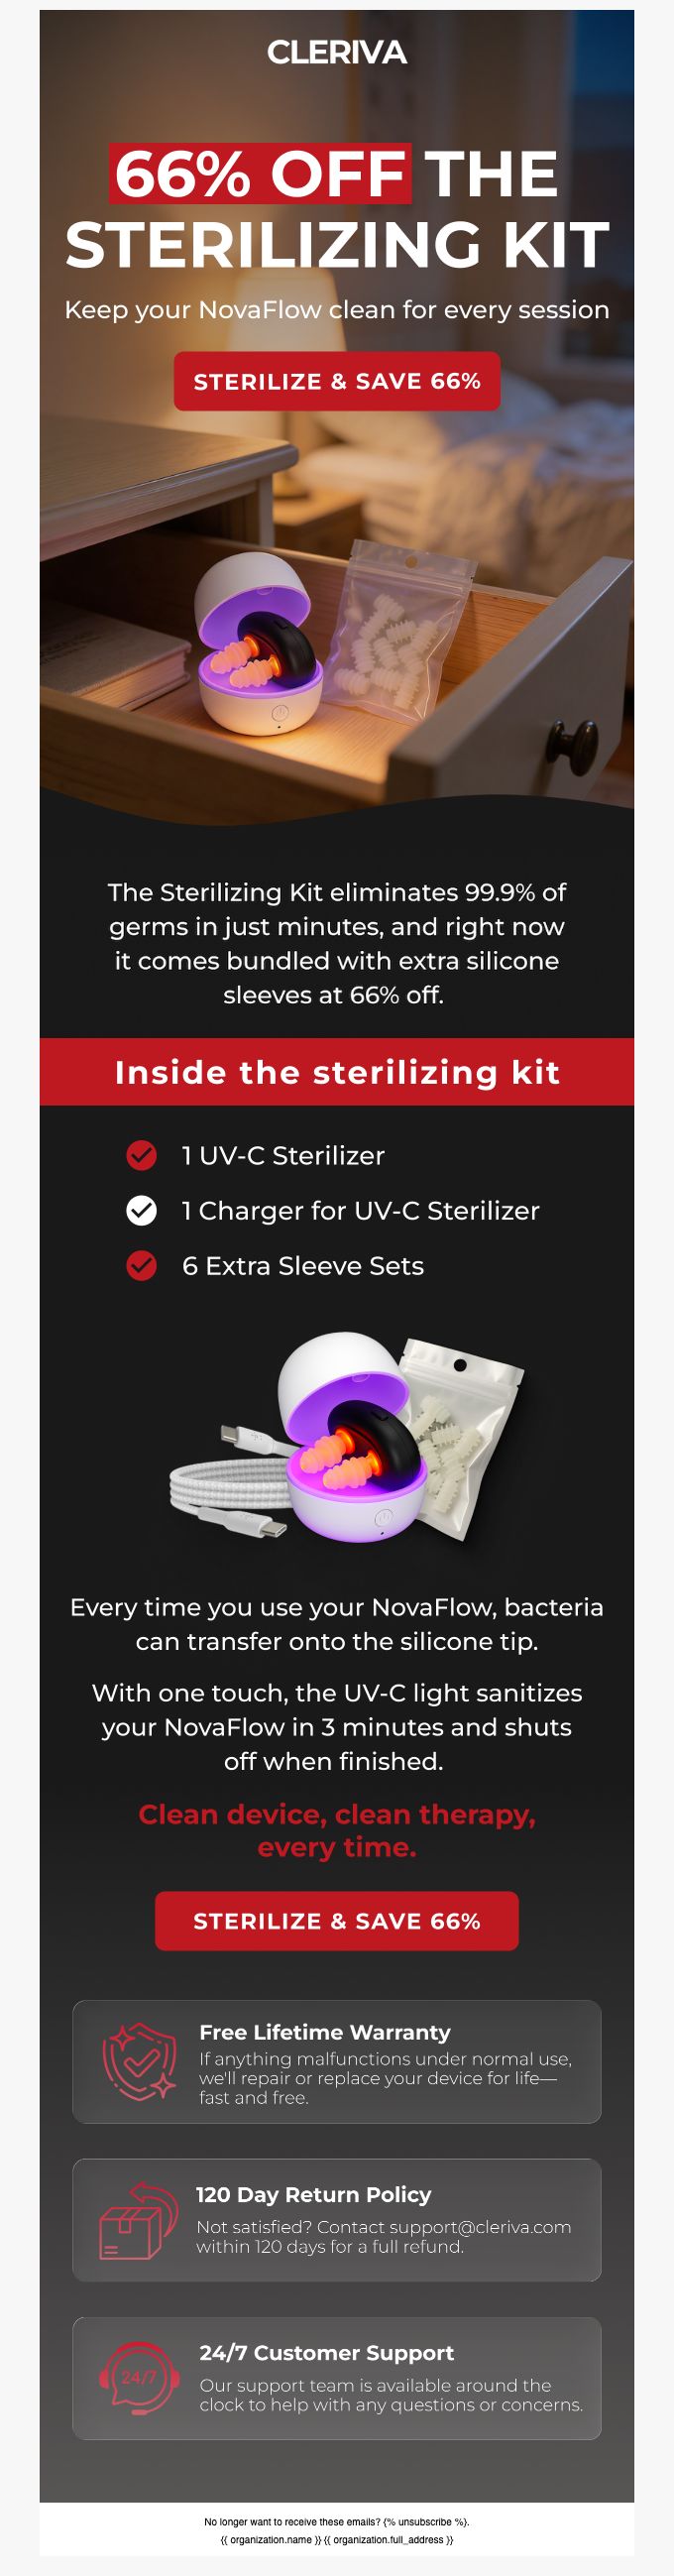 CLERIVA
66% OFF THE
STERILIZING KIT
Keep your NovaFlow clean for every session
STERILIZE & SAVE 66%
The Sterilizing Kit eliminates 99.9% of
germs in just minutes, and right now
it comes bundled with extra silicone
sleeves at 66% off.
Inside the sterilizing kit
1 UV-C Sterilizer
1 Charger for UV-C Sterilizer
6 Extra Sleeve Sets
Every time you use your NovaFlow, bacteria
can transfer onto the silicone tip.
With one touch, the UV-C light sanitizes
your NovaFlow in 3 minutes and shuts
off when finished.
Clean device, clean therapy,
every time.
STERILIZE & SAVE 66%
Free Lifetime Warranty
If anything malfunctions under normal use,
we'll repair or replace your device for life—
fast and free.
120 Day Return Policy
Not satisfied? Contact support@cleriva.com
within 120 days for a full refund.
24/7
24/7 Customer Support
Our support team is available around the
clock to help with any questions or concerns.
No longer want to receive these emails? {% unsubscribe %}.
{{ organization.name }} {{ organization.full_address }}